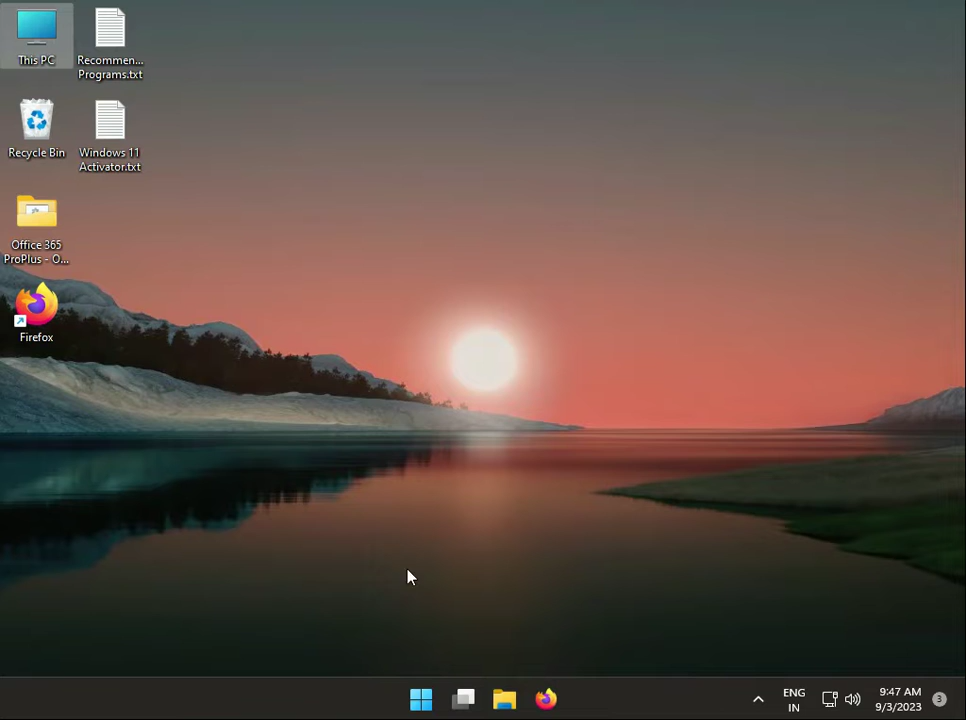 This PC
Recommen...
Programs.txt
Recycle Bin
Windows 11
Activator.txt
Office 365
ProPlus - O...
Firefox
ENG
IN
9:47 AM
9/3/2023
3